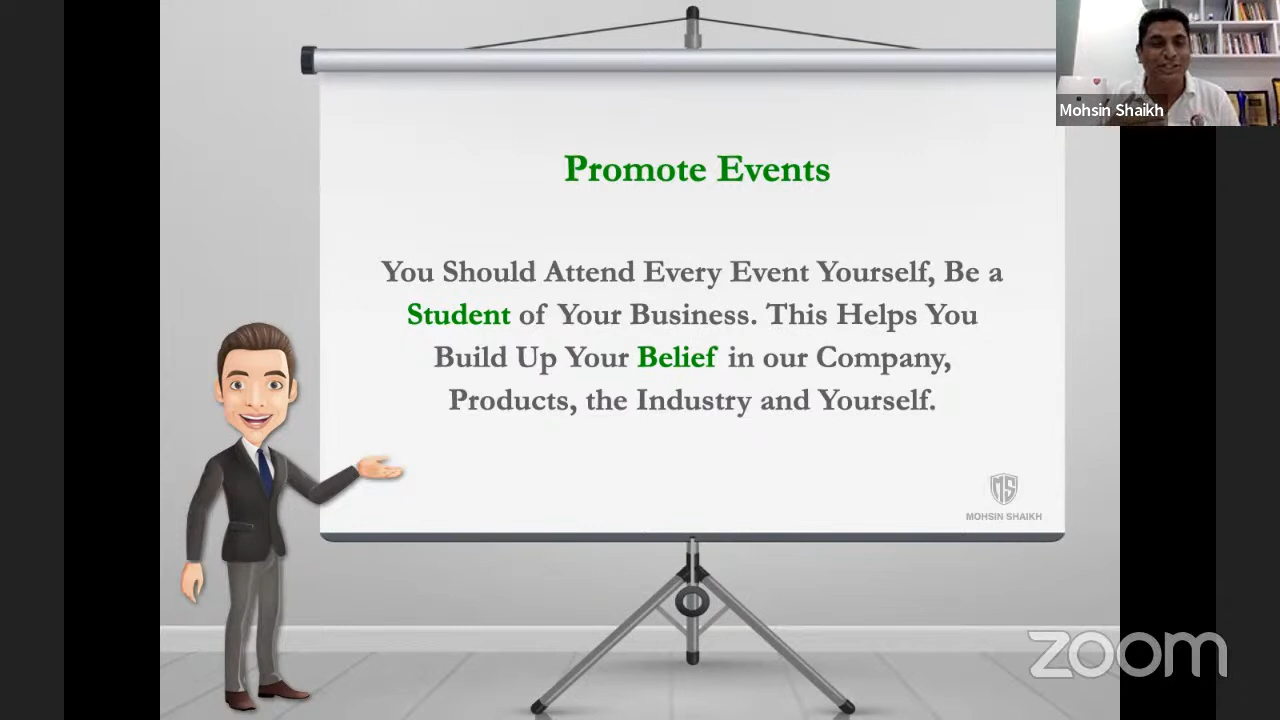 Mohsin Shaikh
Promote Events
You Should Attend Every Event Yourself, Be a
Student of Your Business. This Helps You
Build Up Your Belief in our Company,
Products, the Industry and Yourself.
MS
MOHSIN SHAIKH
zoom